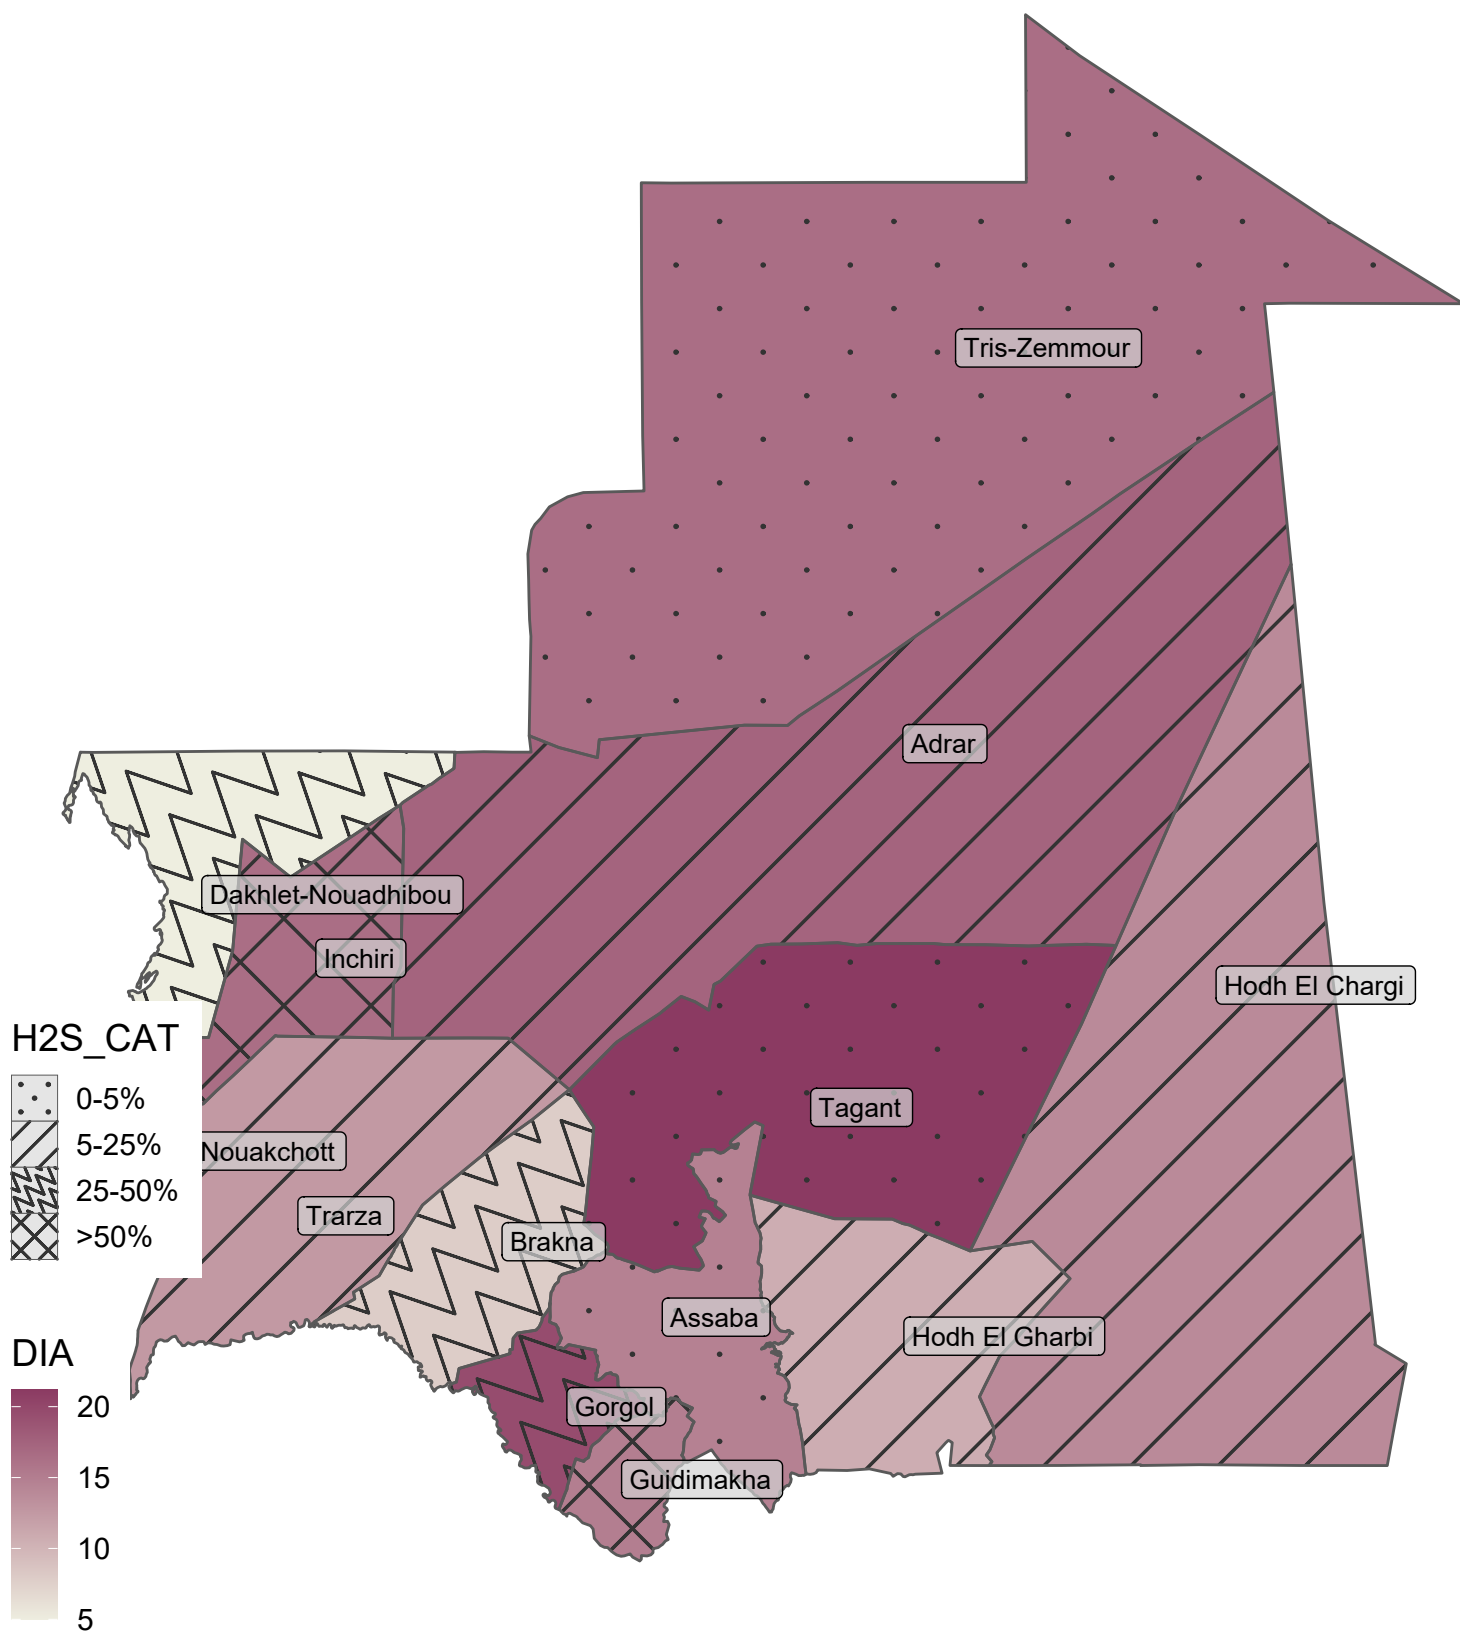 Tris-Zemmour
Adrar
Dakhlet-Nouadhibou
Inchiri
Hodh El Chargi
H2S_CAT
0-5%
5-25%
25-50%
>50%
Tagant
Nouakchott
Trarza
Brakna
Assaba
Hodh El Gharbi
Gorgol
Guidimakha
DIA
20
15
10
5